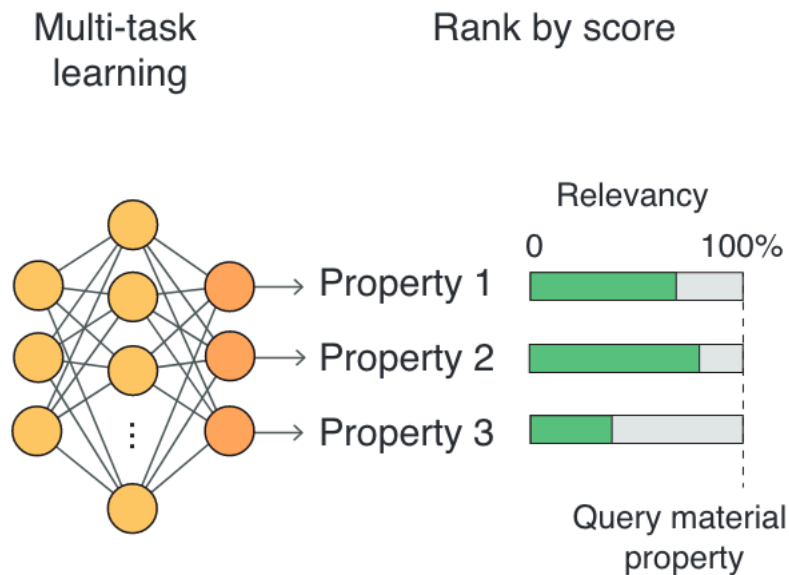 Multi-task
learning
Rank by score
Relevancy
0
100%
Property 1
Property 2
Property 3
Query material
property